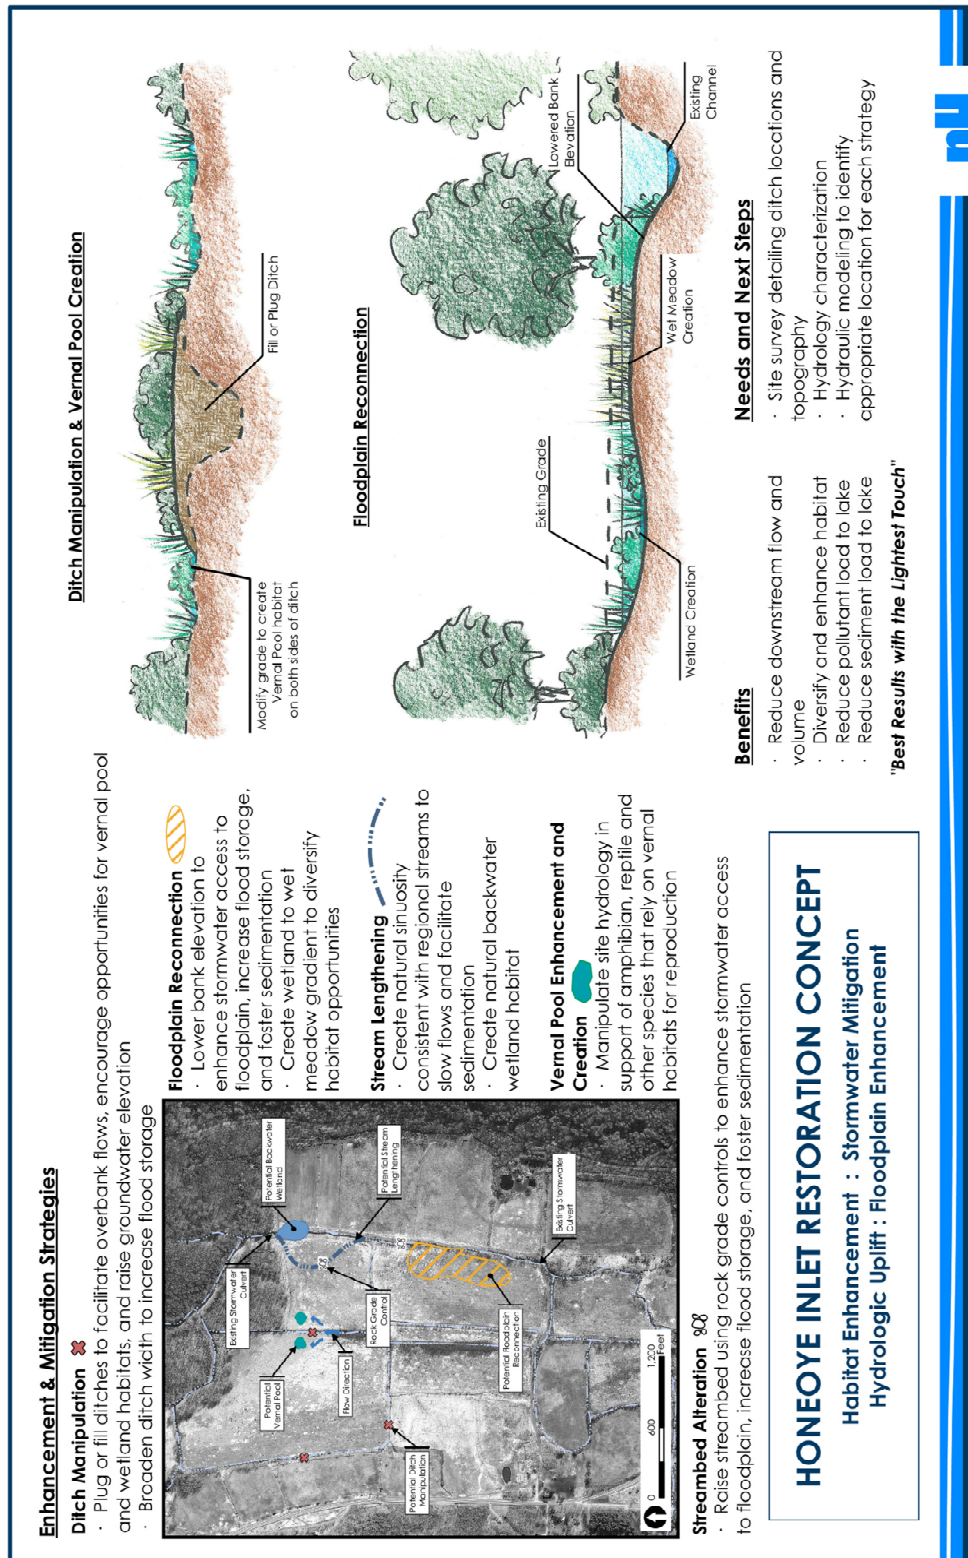 Enhancement & Mitigation Strategies
Ditch Manipulation
· Plug or fill ditches to facilitate overbank flows, encourage opportunities for vernal pool
and wetland habitats, and raise groundwater elevation
· Broaden ditch width to increase flood storage
Potential Backwater
Wetland
Existing Stormwater
Culvert
Potential Stream
Lengthening
Potential
Vernal Pool
Rock Grade
Control
Flow Direction
Existing Stormwater
Culvert
Potential Floodplain
Reconnection
Potential Ditch
Manipulation
0 600 1,200
Feet
Floodplain Reconnection
· Lower bank elevation to
enhance stormwater access to
floodplain, increase flood storage,
and foster sedimentation
· Create wetland to wet
meadow gradient to diversify
habitat opportunities
Stream Lengthening
· Create natural sinuosity
consistent with regional streams to
slow flows and facilitate
sedimentation
· Create natural backwater
wetland habitat
Vernal Pool Enhancement and
Creation
· Manipulate site hydrology in
support of amphibian, reptile and
other species that rely on vernal
habitats for reproduction
Streambed Alteration
· Raise streambed using rock grade controls to enhance stormwater access
to floodplain, increase flood storage, and foster sedimentation
HONEOYE INLET RESTORATION CONCEPT
Habitat Enhancement : Stormwater Mitigation
Hydrologic Uplift : Floodplain Enhancement
Ditch Manipulation & Vernal Pool Creation
Modify grade to create
Vernal Pool habitat
on both sides of ditch
Fill or Plug Ditch
Floodplain Reconnection
Existing Grade
Lowered Bank
Elevation
Existing
Channel
Wet Meadow
Creation
Wetland Creation
Benefits
· Reduce downstream flow and
volume
· Diversify and enhance habitat
· Reduce pollutant load to lake
· Reduce sediment load to lake
"Best Results with the Lightest Touch"
Needs and Next Steps
· Site survey detailing ditch locations and
topography
· Hydrology characterization
· Hydraulic modeling to identify
appropriate location for each strategy